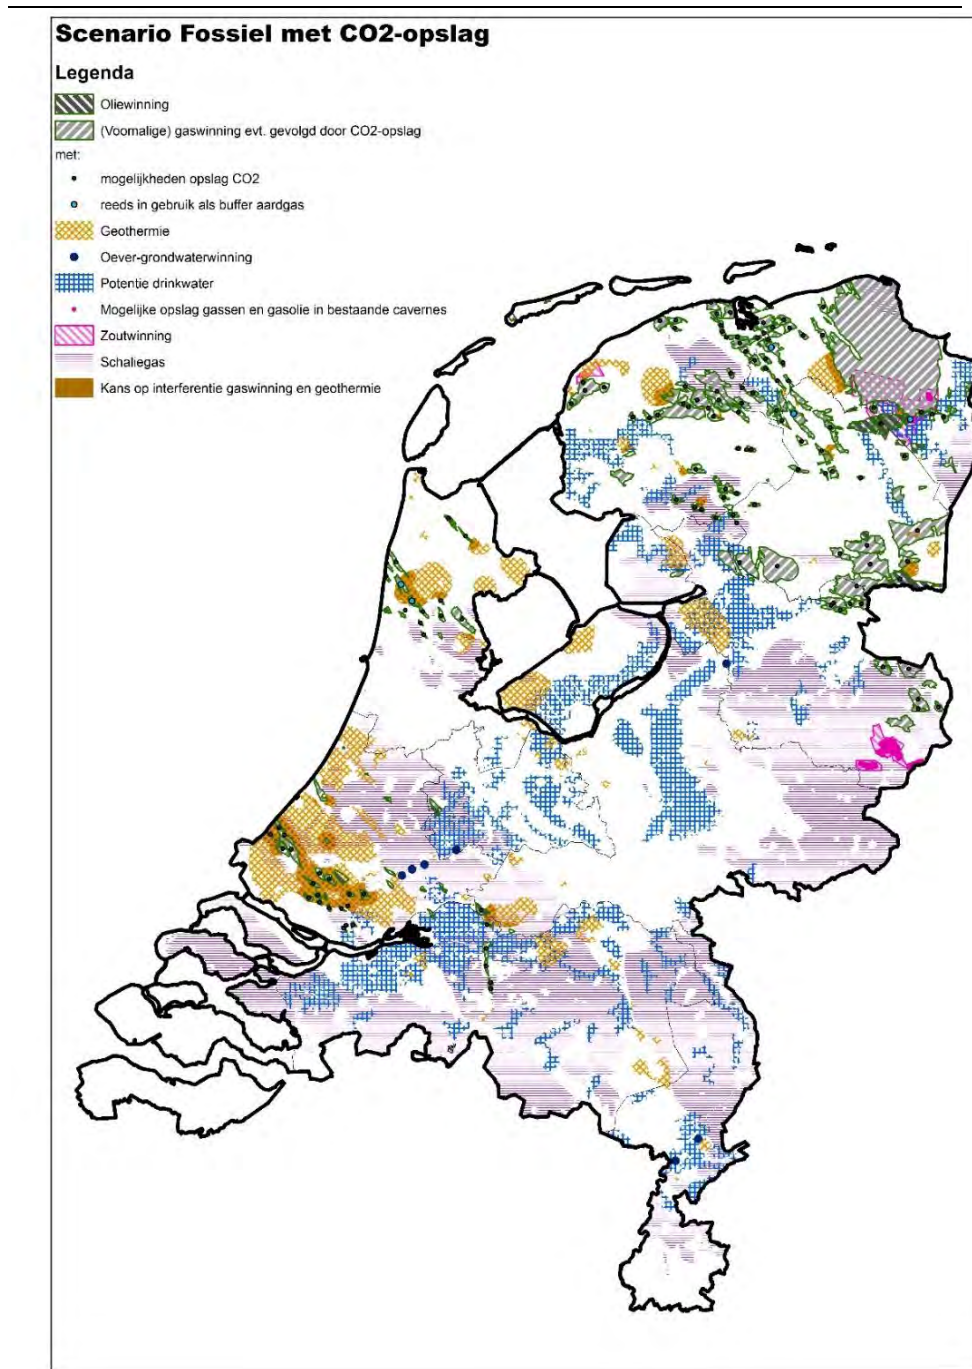 Scenario Fossiel met CO2-opslag
Legenda
Oliewinning
(Voormalige) gaswinning evt. gevolgd door CO2-opslag
met:
mogelijkheden opslag CO2
reeds in gebruik als buffer aardgas
Geothermie
Oever-grondwaterwinning
Potentie drinkwater
Mogelijke opslag gassen en gasolie in bestaande cavernes
Zoutwinning
Schaliegas
Kans op interferentie gaswinning en geothermie